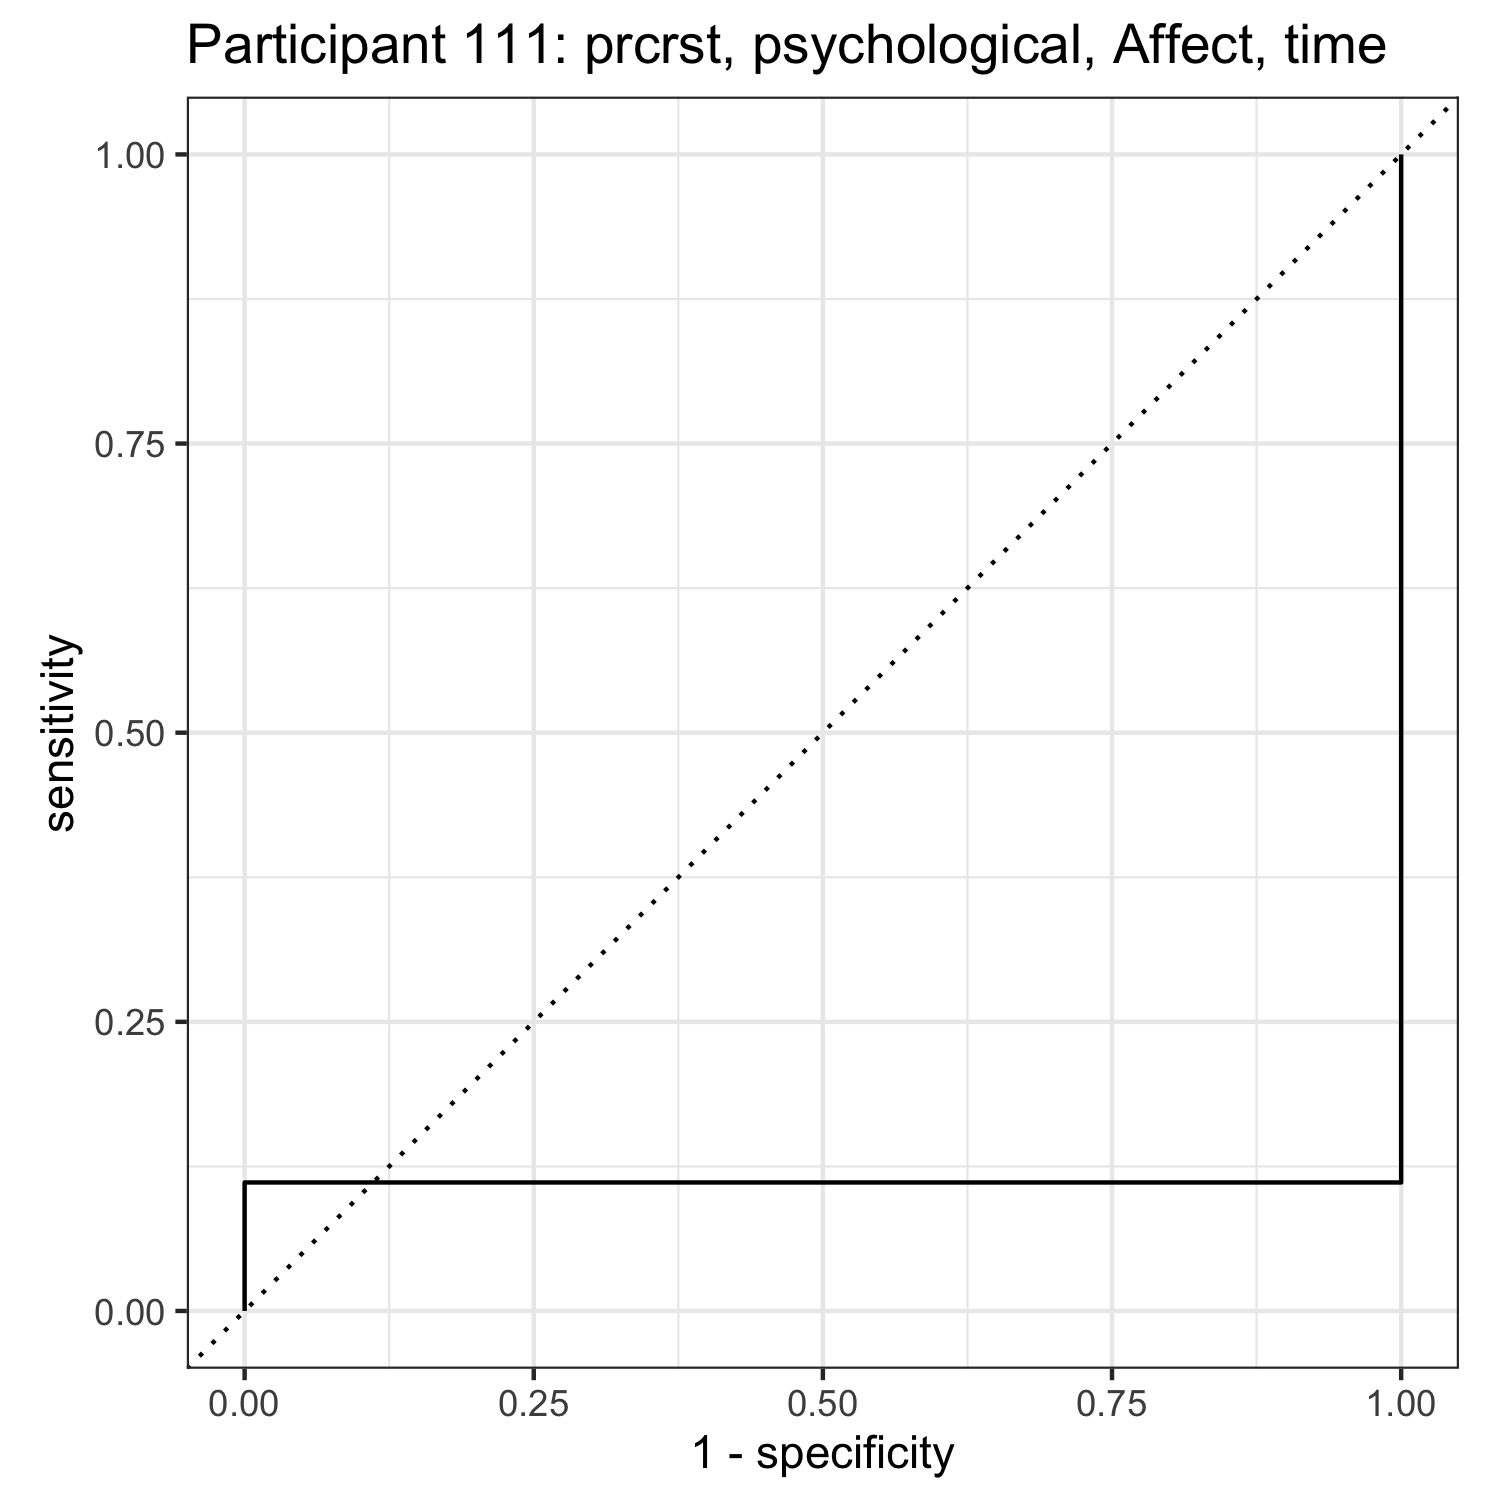 Participant 111: prcrst, psychological, Affect, time
1.00
0.75
0.50
0.25
0.00
sensitivity
0.00 0.25 0.50 0.75 1.00
1 - specificity